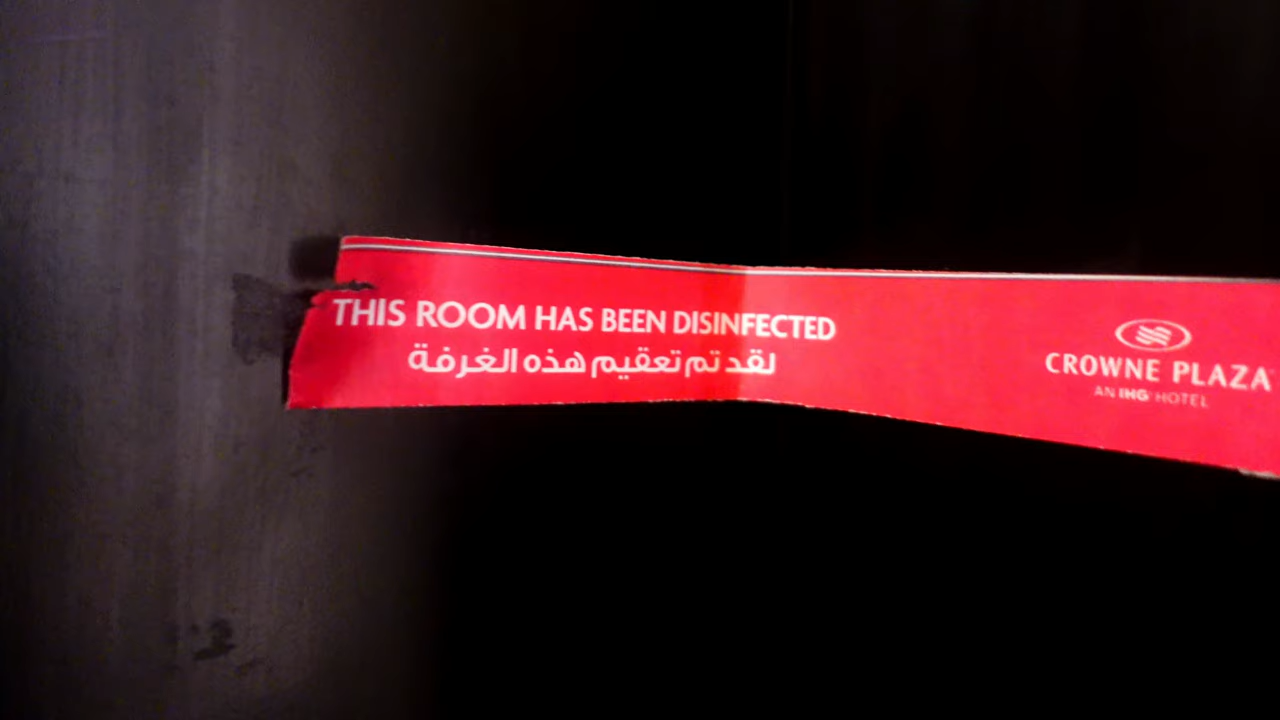 THIS ROOM HAS BEEN DISINFECTED
لقد تم تعقيم هذه الغرفة
CROWNE PLAZA
AN IHG HOTEL